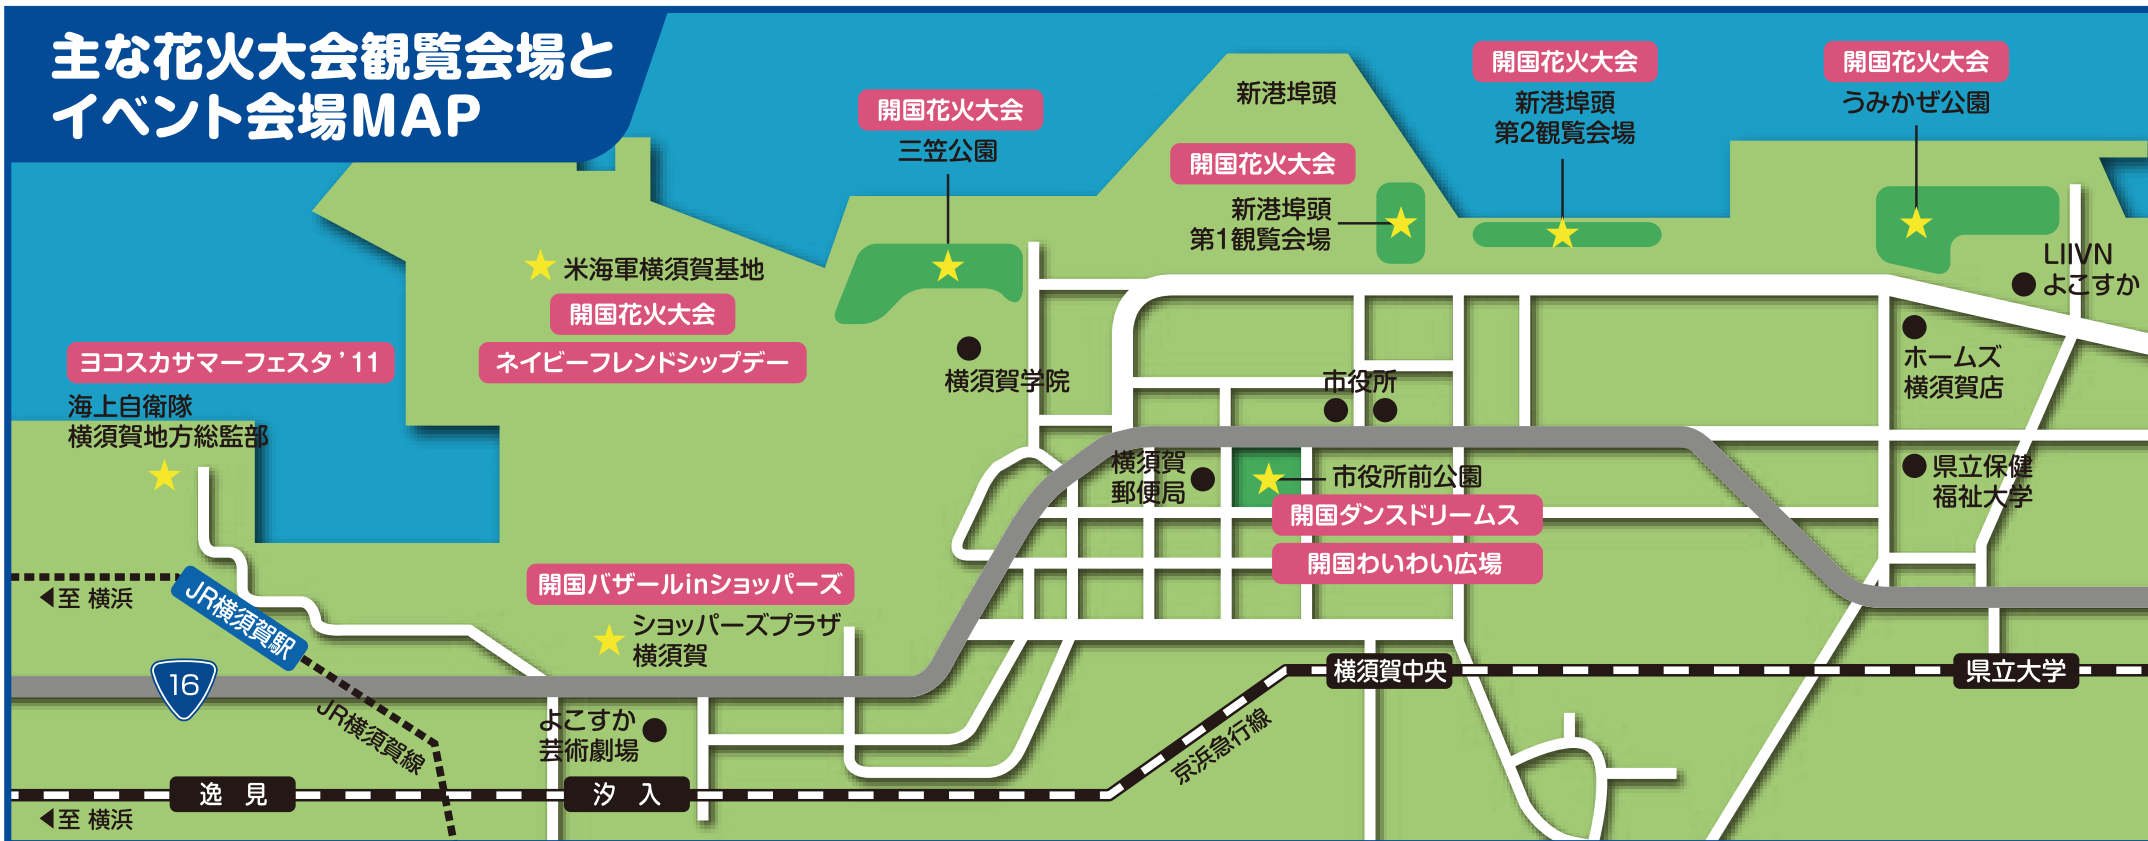 主な花火大会観覧会場と
イベント会場MAP
開国花火大会
三笠公園
新港埠頭
開国花火大会
新港埠頭
第1観覧会場
開国花火大会
新港埠頭
第2観覧会場
開国花火大会
うみかぜ公園
LIIVN
よこすか
米海軍横須賀基地
開国花火大会
ネイビーフレンドシップデー
ヨコスカサマーフェスタ’11
海上自衛隊
横須賀地方総監部
横須賀学院
市役所
ホームズ
横須賀店
横須賀
郵便局
市役所前公園
開国ダンスドリームス
開国わいわい広場
県立保健
福祉大学
◀至 横浜
JR横須賀駅
開国バザールinショッパーズ
ショッパーズプラザ
横須賀
16
JR横須賀線
よこすか
芸術劇場
横須賀中央
県立大学
京浜急行線
逸見
汐入
◀至 横浜